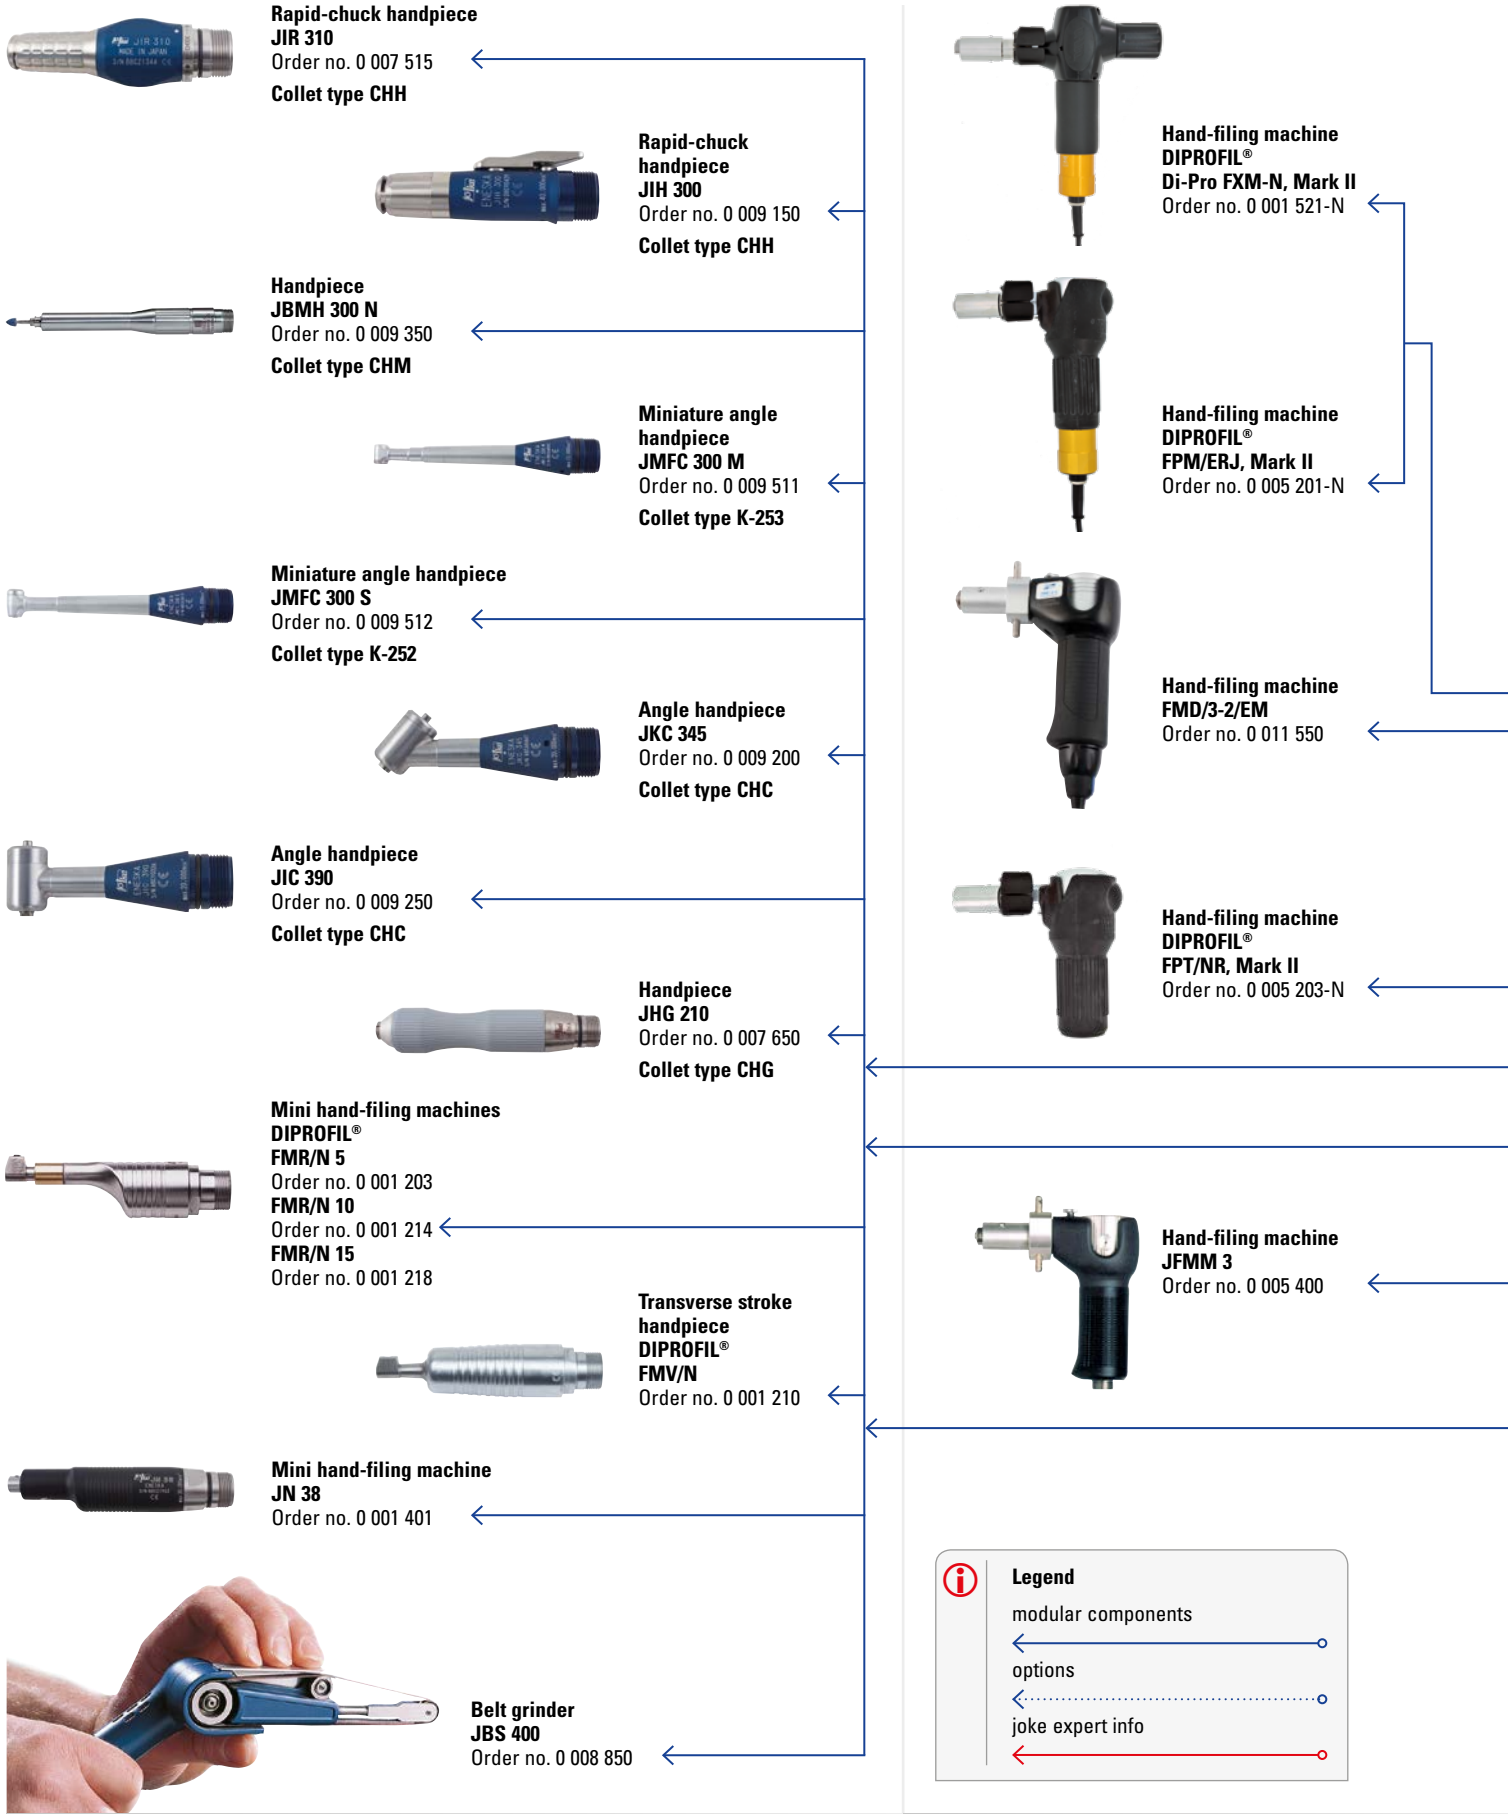 Rapid-chuck handpiece
JIR 310
Order no. 0 007 515
Collet type CHH
JIR-310
MADE IN JAPAN
Rapid-chuck
handpiece
JIH 300
Order no. 0 009 150
Collet type CHH
ENESKA
JIH 300
Handpiece
JBMH 300 N
Order no. 0 009 350
Collet type CHM
Miniature angle
handpiece
JMFC 300 M
Order no. 0 009 511
Collet type K-253
Miniature angle handpiece
JMFC 300 S
Order no. 0 009 512
Collet type K-252
Angle handpiece
JKC 345
Order no. 0 009 200
Collet type CHC
Angle handpiece
JIC 390
Order no. 0 009 250
Collet type CHC
ENESKA
JIC 390
Handpiece
JHG 210
Order no. 0 007 650
Collet type CHG
Mini hand-filing machines
DIPROFIL®
FMR/N 5
Order no. 0 001 203
FMR/N 10
Order no. 0 001 214
FMR/N 15
Order no. 0 001 218
Transverse stroke
handpiece
DIPROFIL®
FMV/N
Order no. 0 001 210
Mini hand-filing machine
JN 38
Order no. 0 001 401
Belt grinder
JBS 400
Order no. 0 008 850
Hand-filing machine
DIPROFIL®
Di-Pro FXM-N, Mark II
Order no. 0 001 521-N
Hand-filing machine
DIPROFIL®
FPM/ERJ, Mark II
Order no. 0 005 201-N
Hand-filing machine
FMD/3-2/EM
Order no. 0 011 550
Hand-filing machine
DIPROFIL®
FPT/NR, Mark II
Order no. 0 005 203-N
Hand-filing machine
JFMM 3
Order no. 0 005 400
Legend
modular components
options
joke expert info